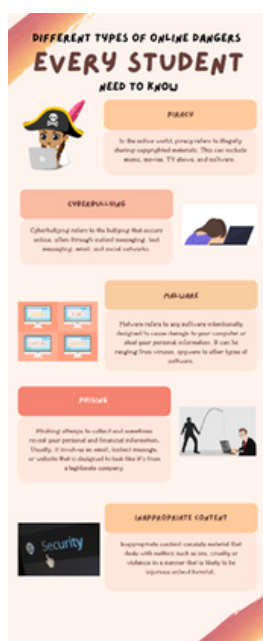 DIFFERENT TYPES OF ONLINE DANGERS
EVERY STUDENT
NEED TO KNOW
PIRACY
In the online world, piracy refers to illegally
sharing copyrighted materials. This can include
music, movies, TV shows, and software.
CYBERBULLYING
Cyberbullying refers to the bullying that occurs
online, often through instant messaging, text
messaging, email, and social networks.
MALWARE
Malware refers to any software intentionally
designed to cause damage to your computer or
steal your personal information. It can be
ranging from viruses, spyware to other types of
software.
PHISING
Phishing attempts to collect and sometimes
reveal your personal and financial information.
Usually, it involves an email, instant message,
or website that is designed to look like it's from
a legitimate company.
Security
INAPPROPRIATE CONTENT
Inappropriate content consists material that
deals with matters such as sex, cruelty or
violence in a manner that is likely to be
injurious harmful.